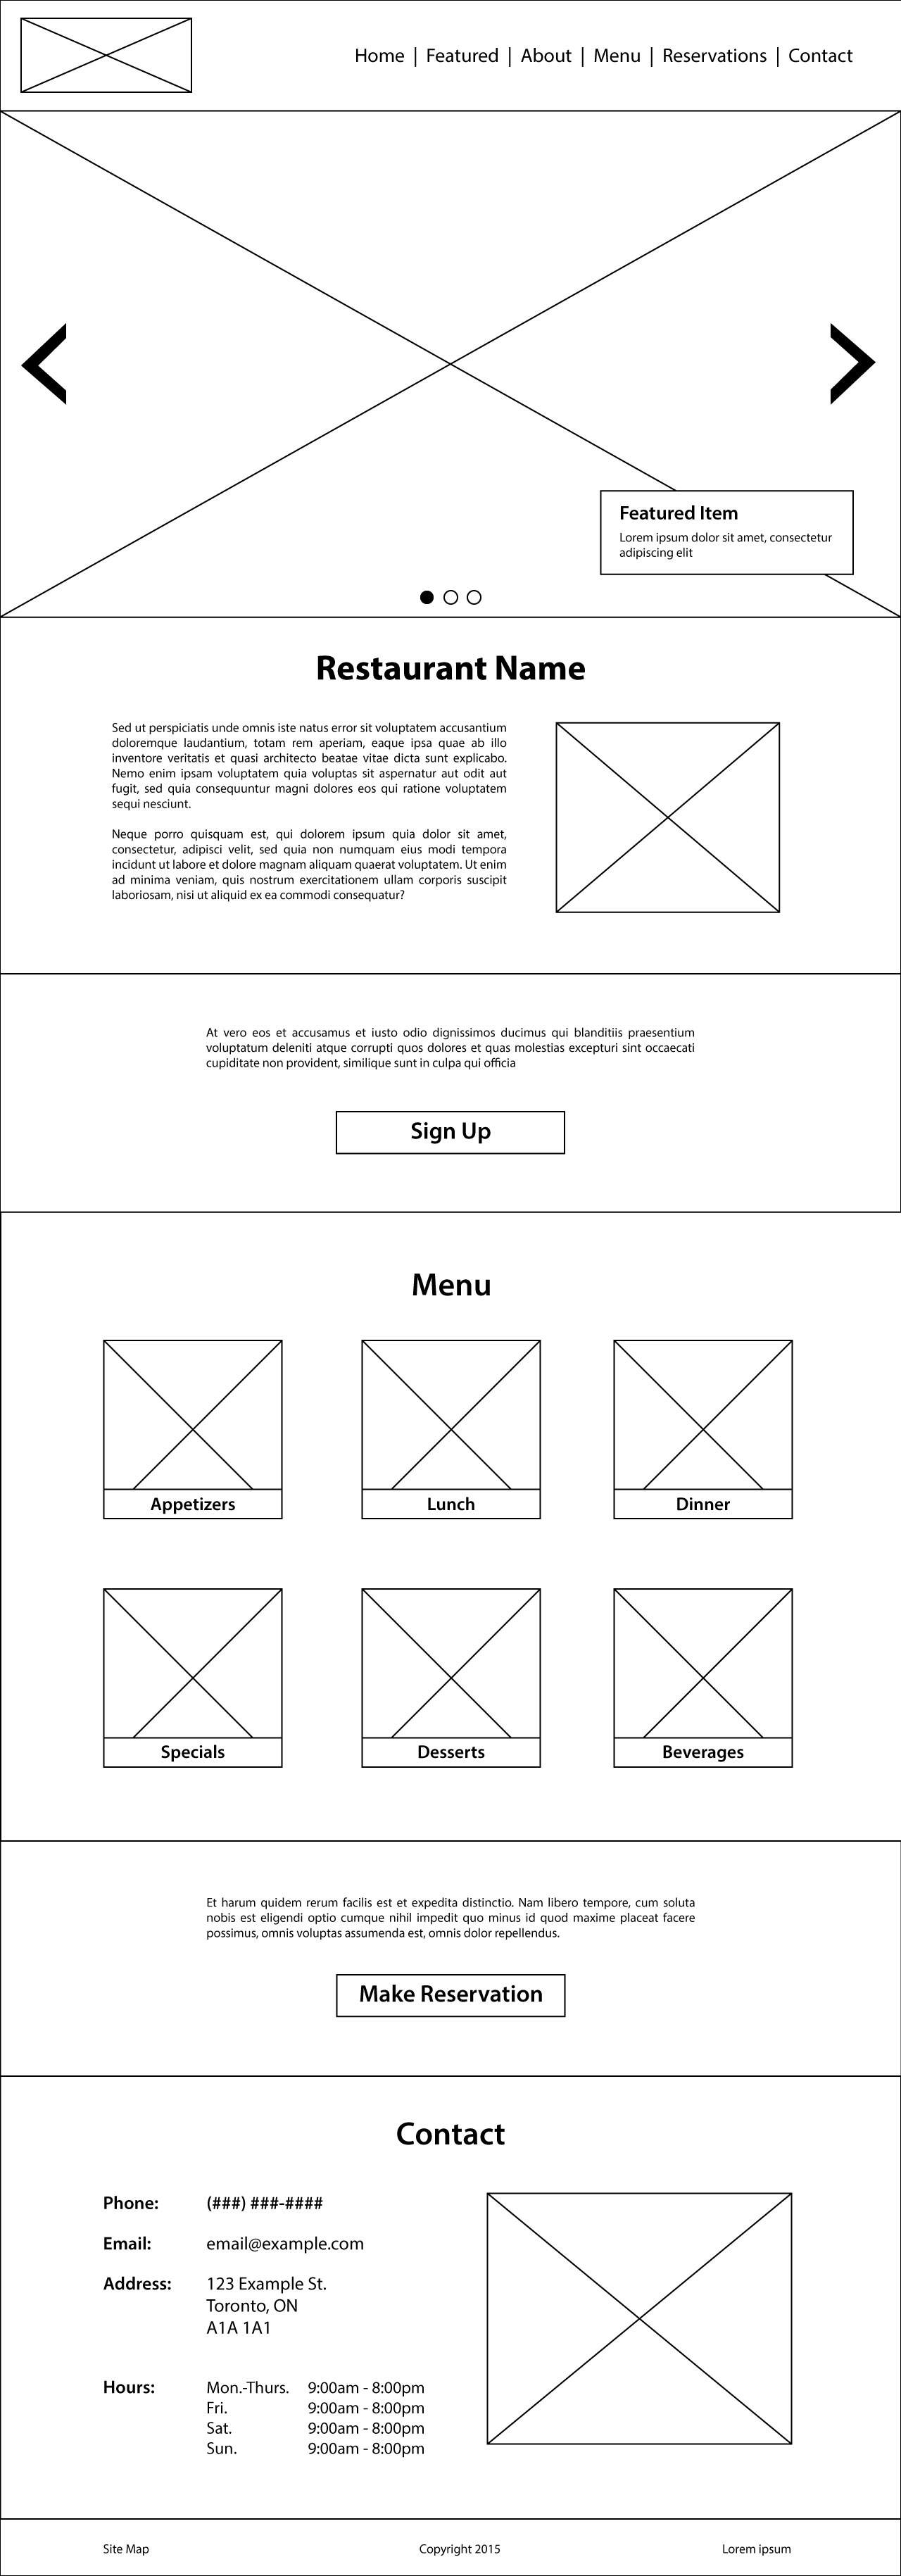 Home | Featured | About | Menu | Reservations | Contact
Featured Item
Lorem ipsum dolor sit amet, consectetur
adipiscing elit
Restaurant Name
Sed ut perspiciatis unde omnis iste natus error sit voluptatem accusantium
doloremque laudantium, totam rem aperiam, eaque ipsa quae ab illo
inventore veritatis et quasi architecto beatae vitae dicta sunt explicabo.
Nemo enim ipsam voluptatem quia voluptas sit aspernatur aut odit aut
fugit, sed quia consequuntur magni dolores eos qui ratione voluptatem
sequi nesciunt.
Neque porro quisquam est, qui dolorem ipsum quia dolor sit amet,
consectetur, adipisci velit, sed quia non numquam eius modi tempora
incidunt ut labore et dolore magnam aliquam quaerat voluptatem. Ut enim
ad minima veniam, quis nostrum exercitationem ullam corporis suscipit
laboriosam, nisi ut aliquid ex ea commodi consequatur?
At vero eos et accusamus et iusto odio dignissimos ducimus qui blanditiis praesentium
voluptatum deleniti atque corrupti quos dolores et quas molestias excepturi sint occaecati
cupiditate non provident, similique sunt in culpa qui officia
Sign Up
Menu
Appetizers
Lunch
Dinner
Specials
Desserts
Beverages
Et harum quidem rerum facilis est et expedita distinctio. Nam libero tempore, cum soluta
nobis est eligendi optio cumque nihil impedit quo minus id quod maxime placeat facere
possimus, omnis voluptas assumenda est, omnis dolor repellendus.
Make Reservation
Contact
Phone: (###) ###-####
Email: email@example.com
Address: 123 Example St.
Toronto, ON
A1A 1A1
Hours: Mon.-Thurs. 9:00am - 8:00pm
Fri. 9:00am - 8:00pm
Sat. 9:00am - 8:00pm
Sun. 9:00am - 8:00pm
Site Map Copyright 2015 Lorem ipsum